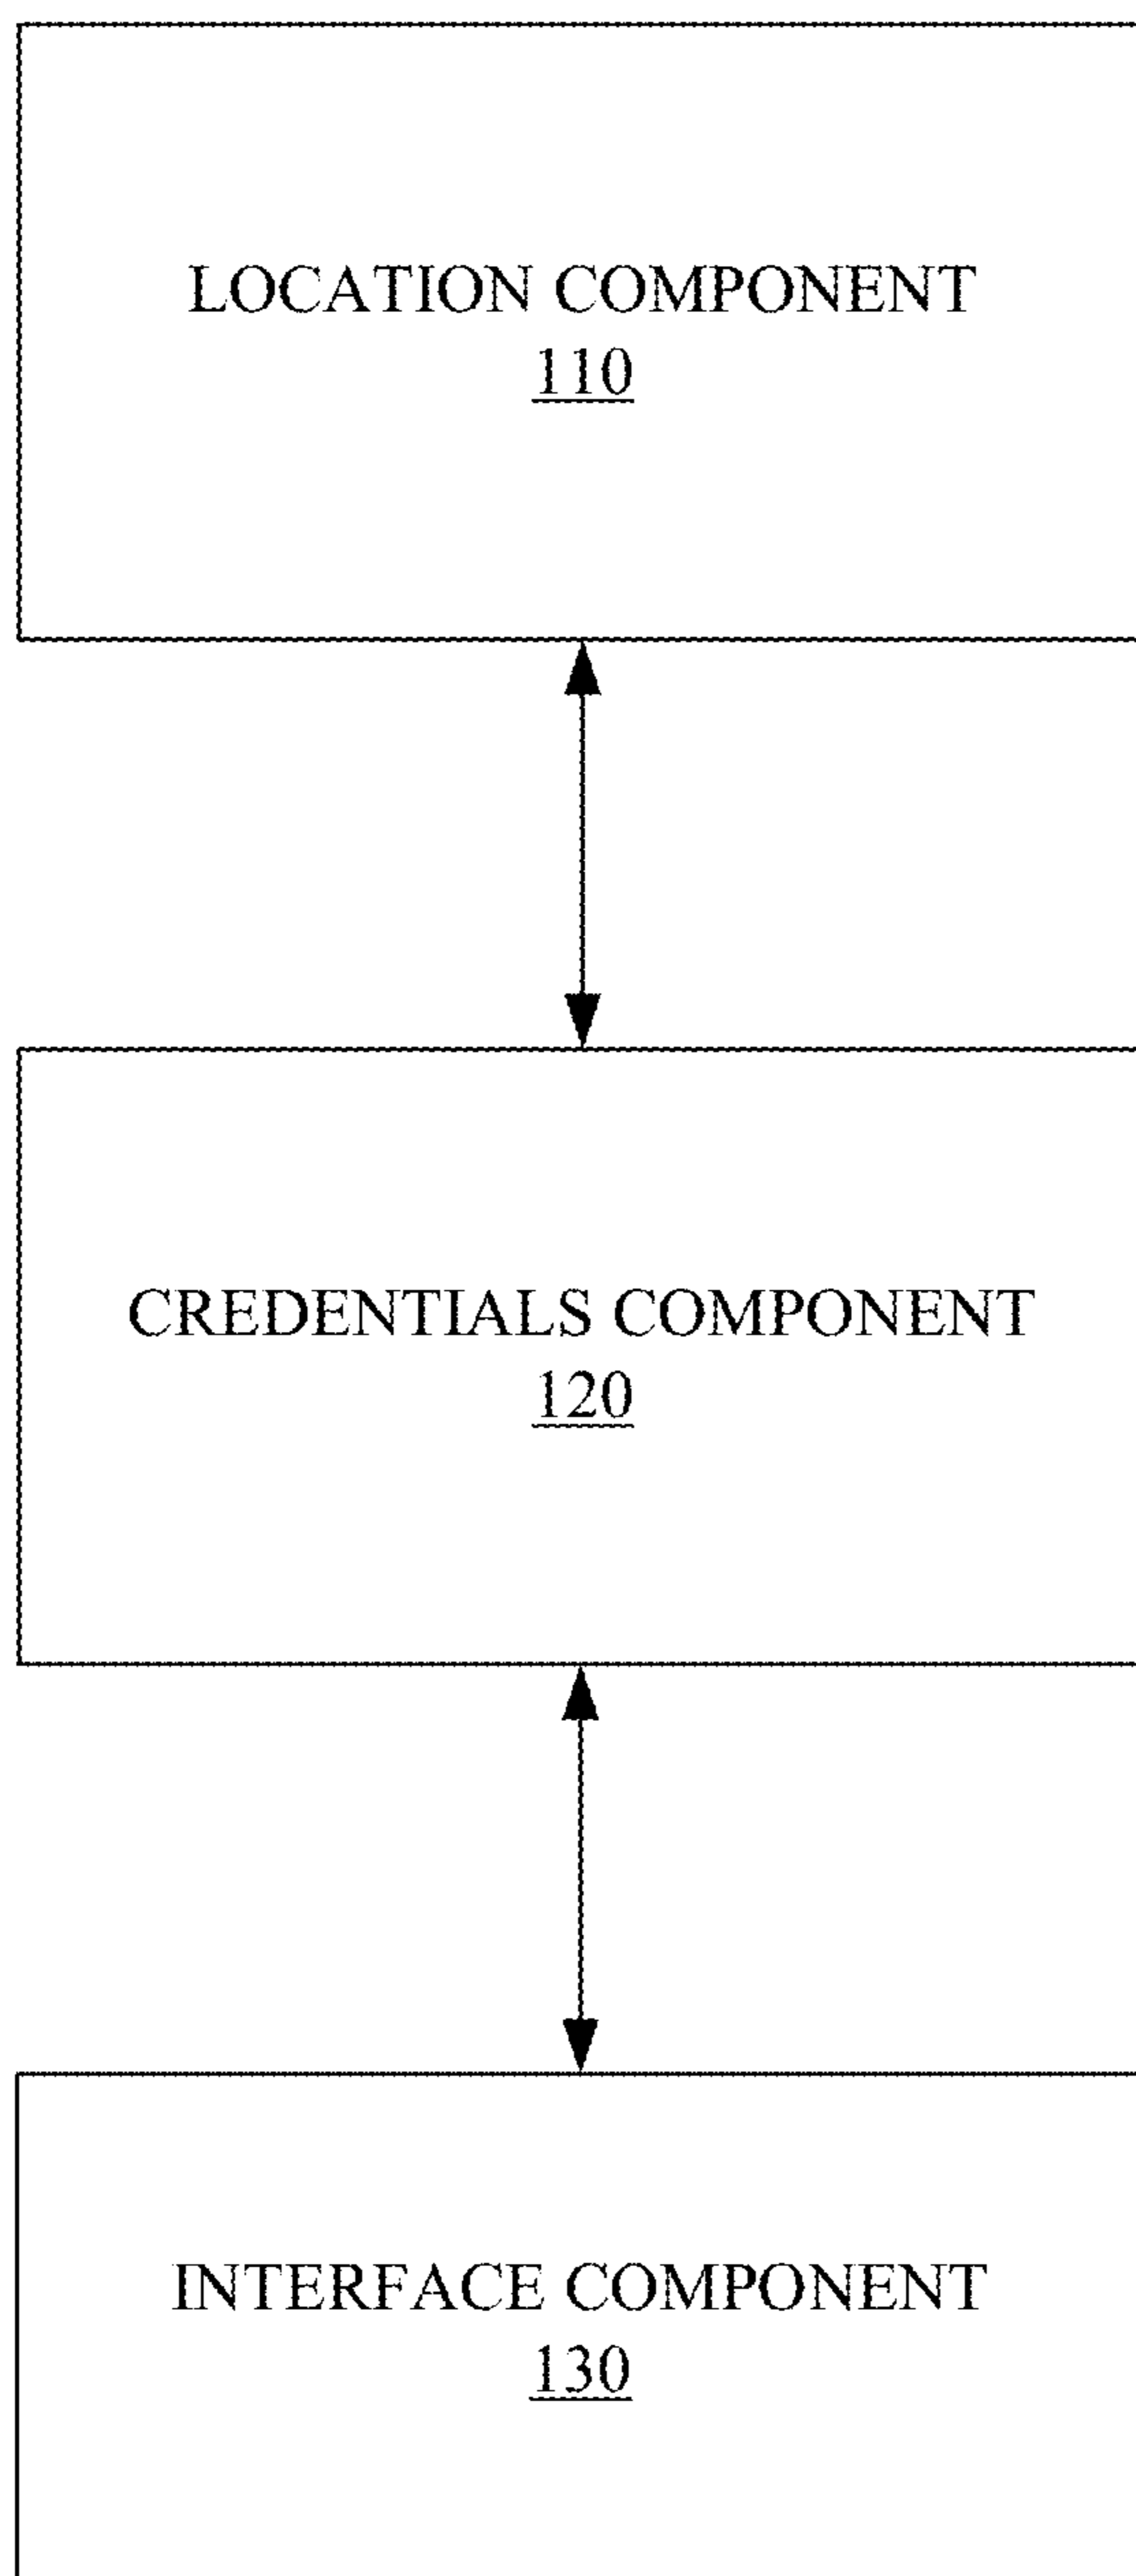 LOCATION COMPONENT
110
CREDENTIALS COMPONENT
120
INTERFACE COMPONENT
130